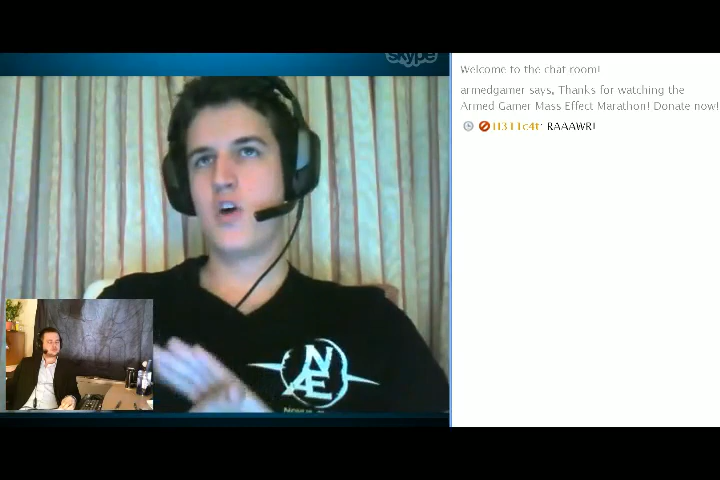 skype
Welcome to the chat room!
armedgamer says, Thanks for watching the
Armed Gamer Mass Effect Marathon! Donate now!
RAAAWR!
N
Æ